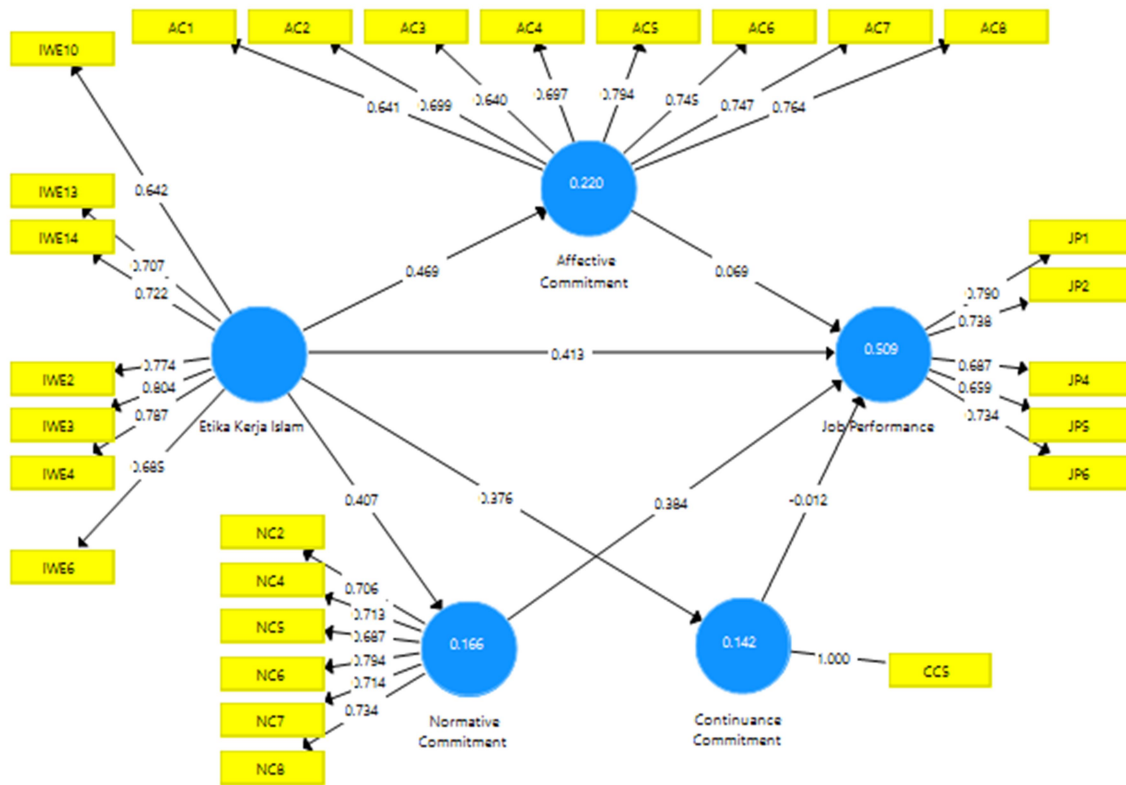 AC1 AC2 AC3 AC4 AC5 AC6 AC7 AC8
IWE10
0.641 0.699 0.640 0.697 0.794 0.745 0.747 0.764
0.642
IWE13
0.220
IWE14
0.707
0.722
Affective
Commitment
0.469
0.069
JP1
JP2
0.790
0.738
IWE2
0.774
IWE3
0.804
IWE4
0.787
IWE6
0.685
Etika Kerja Islam
0.413
0.509
Job Performance
0.687
JP4
0.659
JP5
0.734
JP6
0.407
0.376
0.384
-0.012
NC2
0.706
NC4
0.713
NC5
0.687
NC6
0.794
NC7
0.714
NC8
0.734
0.166
Normative
Commitment
0.142
Continuance
Commitment
1.000
CC5